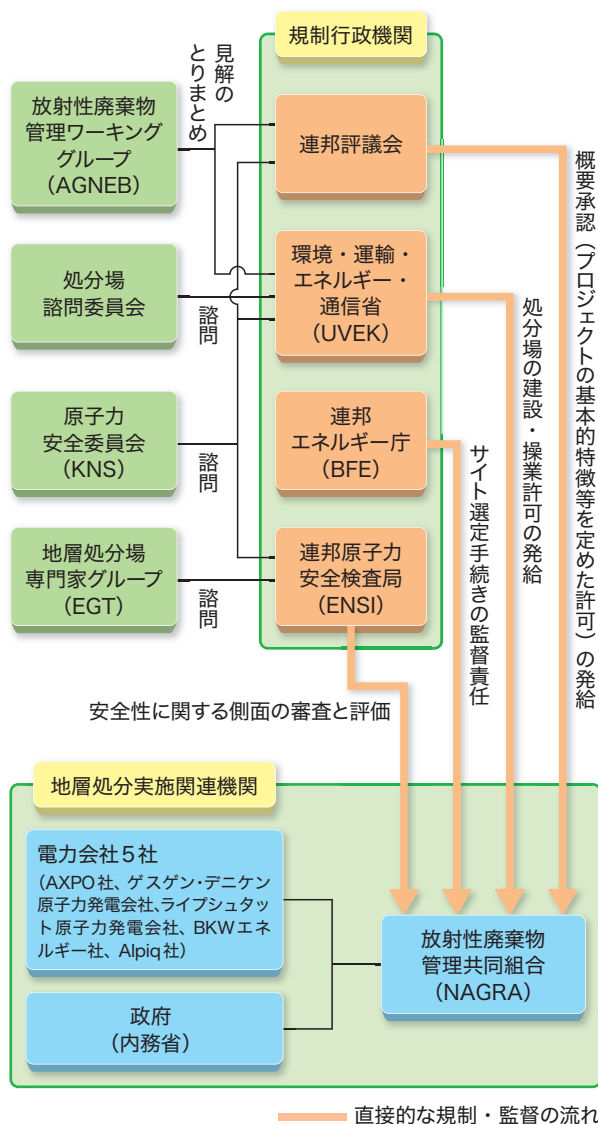 規制行政機関
見解の
とりまとめ
放射性廃棄物
管理ワーキング
グループ
(AGNEB)
連邦評議会
処分場
諮問委員会
諮問
環境・運輸・
エネルギー・
通信省
(UVEK)
原子力
安全委員会
(KNS)
諮問
連邦
エネルギー庁
(BFE)
地層処分場
専門家グループ
(EGT)
諮問
連邦原子力
安全検査局
(ENSI)
概要承認（プロジェクトの基本的特徴等を定めた許可）の発給
処分場の建設・操業許可の発給
サイト選定手続きの監督責任
安全性に関する側面の審査と評価
地層処分実施関連機関
電力会社5社
(AXPO社、ゲスゲン・デニケン
原子力発電会社、ライプシュタッ
ト原子力発電会社、BKWエネ
ルギー社、Alpiq社)
政府
(内務省)
放射性廃棄物
管理共同組合
(NAGRA)
直接的な規制・監督の流れ